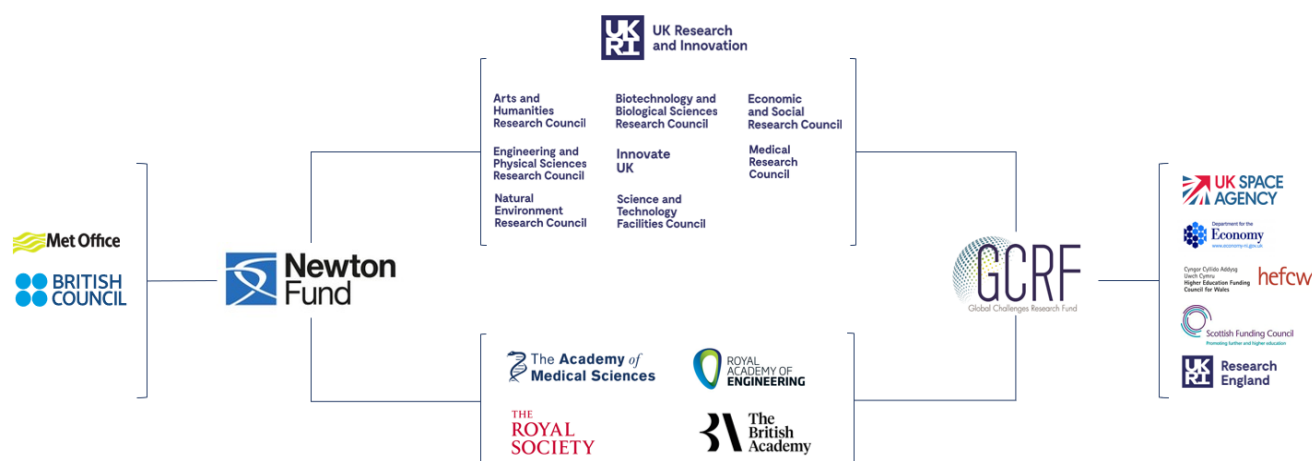 UK
RI
UK Research
and Innovation
Arts and
Humanities
Research Council
Biotechnology and
Biological Sciences
Research Council
Economic
and Social
Research Council
Engineering and
Physical Sciences
Research Council
Innovate
UK
Medical
Research
Council
Natural
Environment
Research Council
Science and
Technology
Facilities Council
Met Office
BRITISH
COUNCIL
Newton
Fund
GCRF
Global Challenges Research Fund
UK SPACE
AGENCY
Department for the
Economy
www.economy-ni.gov.uk
Cyngor Cyllido Addysg
Uwch Cymru
Higher Education Funding
Council for Wales
hefcw
Scottish Funding Council
Promoting further and higher education
UK
RI
Research
England
The Academy of
Medical Sciences
ROYAL
ACADEMY OF
ENGINEERING
THE
ROYAL
SOCIETY
BA
The
British
Academy